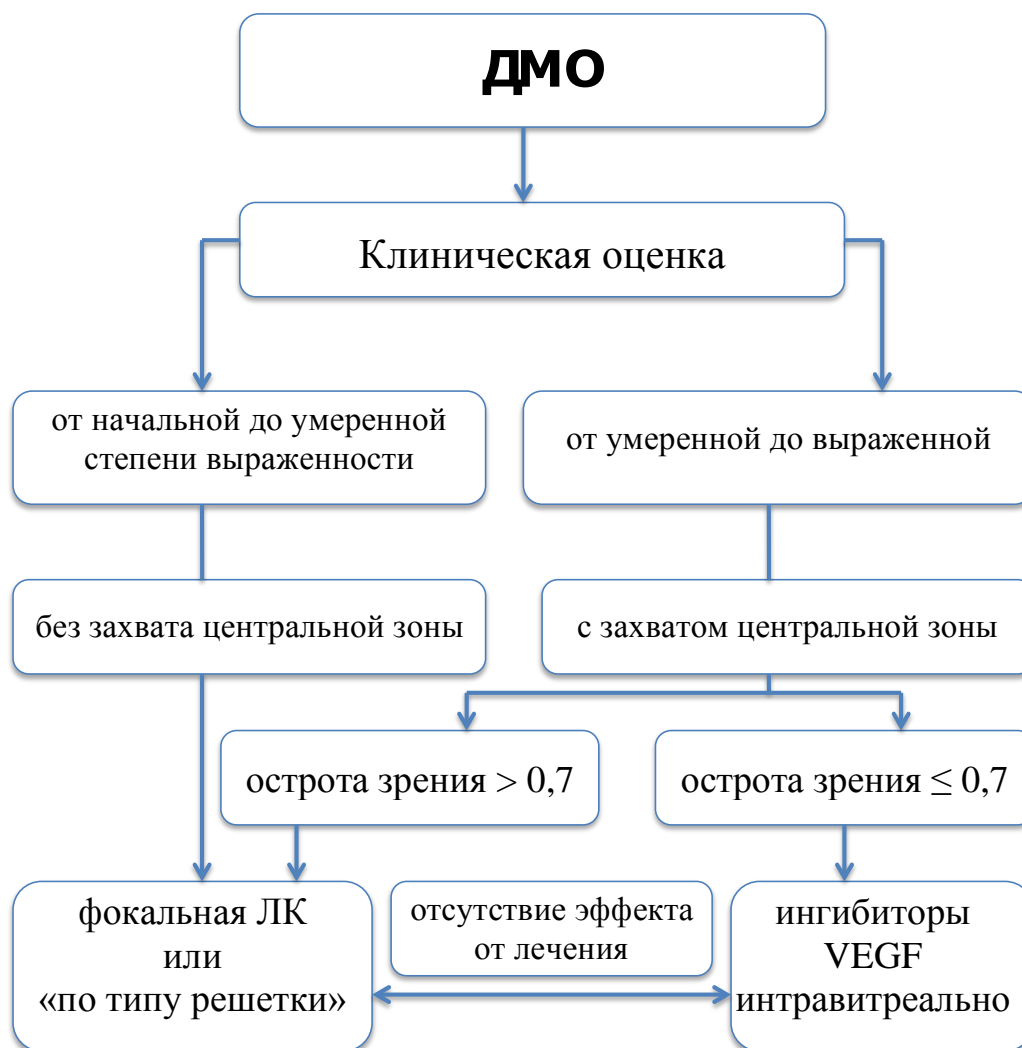 ДМО
Клиническая оценка
от начальной до умеренной
степени выраженности
от умеренной до выраженной
без захвата центральной зоны
с захватом центральной зоны
острота зрения > 0,7
острота зрения ≤ 0,7
фокальная ЛК
или
«по типу решетки»
отсутствие эффекта
от лечения
ингибиторы
VEGF
интравитреально